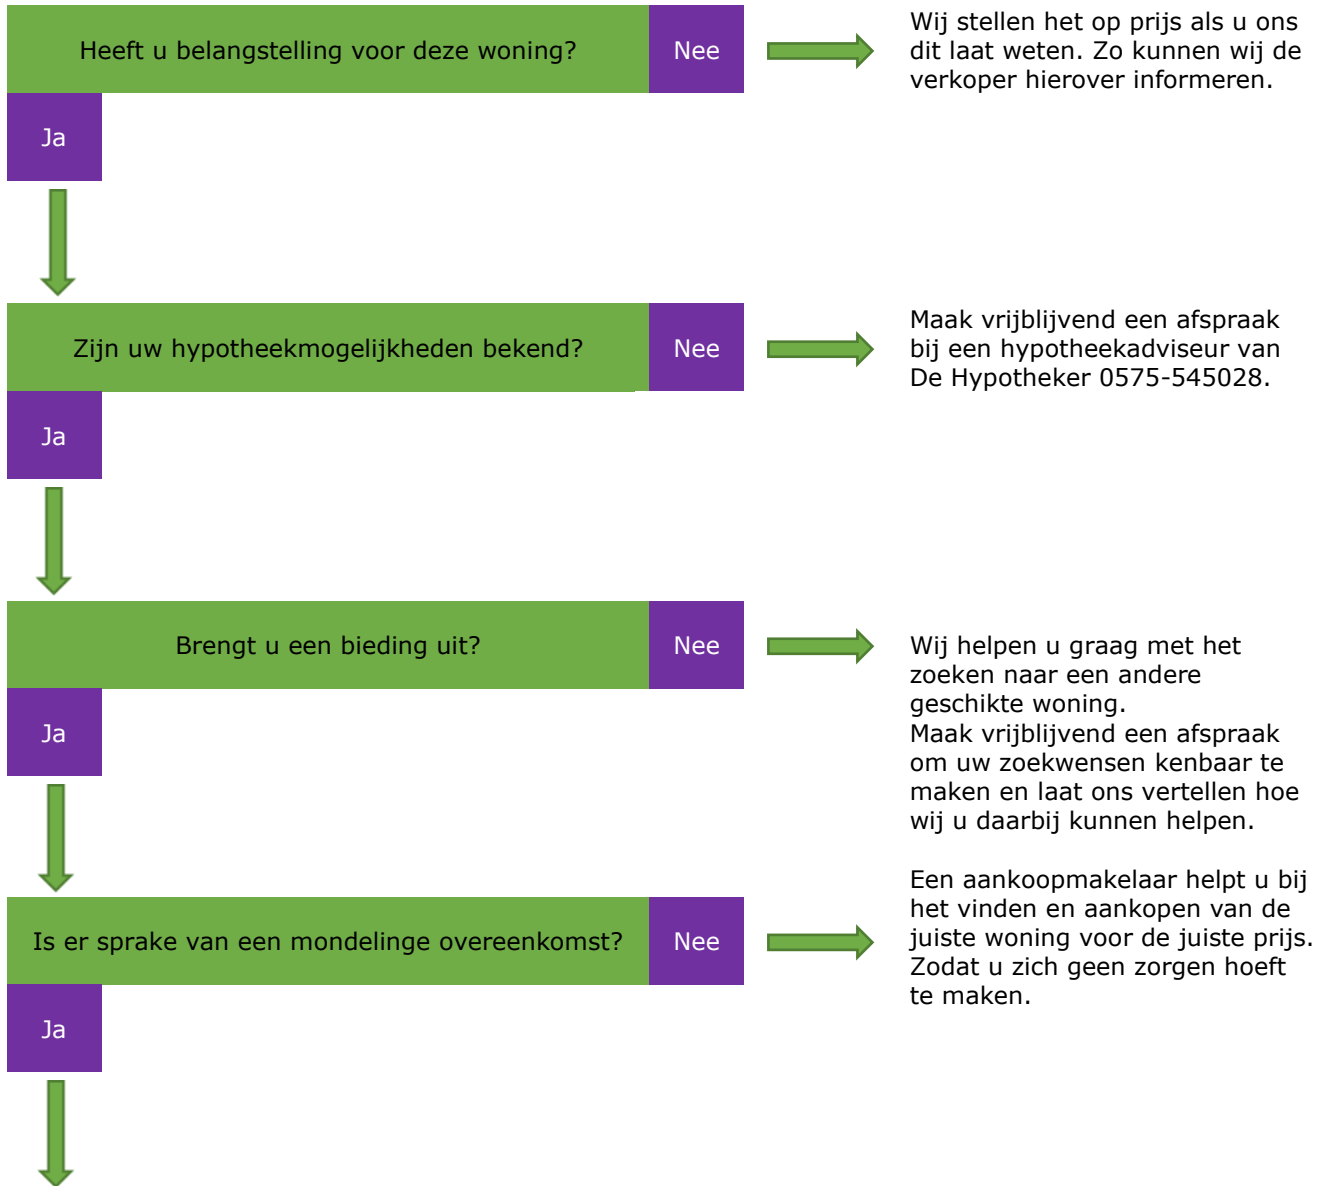 Heeft u belangstelling voor deze woning?
Nee
Wij stellen het op prijs als u ons
dit laat weten. Zo kunnen wij de
verkoper hierover informeren.
Ja
Zijn uw hypotheekmogelijkheden bekend?
Nee
Maak vrijblijvend een afspraak
bij een hypotheekadviseur van
De Hypotheker 0575-545028.
Ja
Brengt u een bieding uit?
Nee
Wij helpen u graag met het
zoeken naar een andere
geschikte woning.
Maak vrijblijvend een afspraak
om uw zoekwensen kenbaar te
maken en laat ons vertellen hoe
wij u daarbij kunnen helpen.
Ja
Is er sprake van een mondelinge overeenkomst?
Nee
Een aankoopmakelaar helpt u bij
het vinden en aankopen van de
juiste woning voor de juiste prijs.
Zodat u zich geen zorgen hoeft
te maken.
Ja